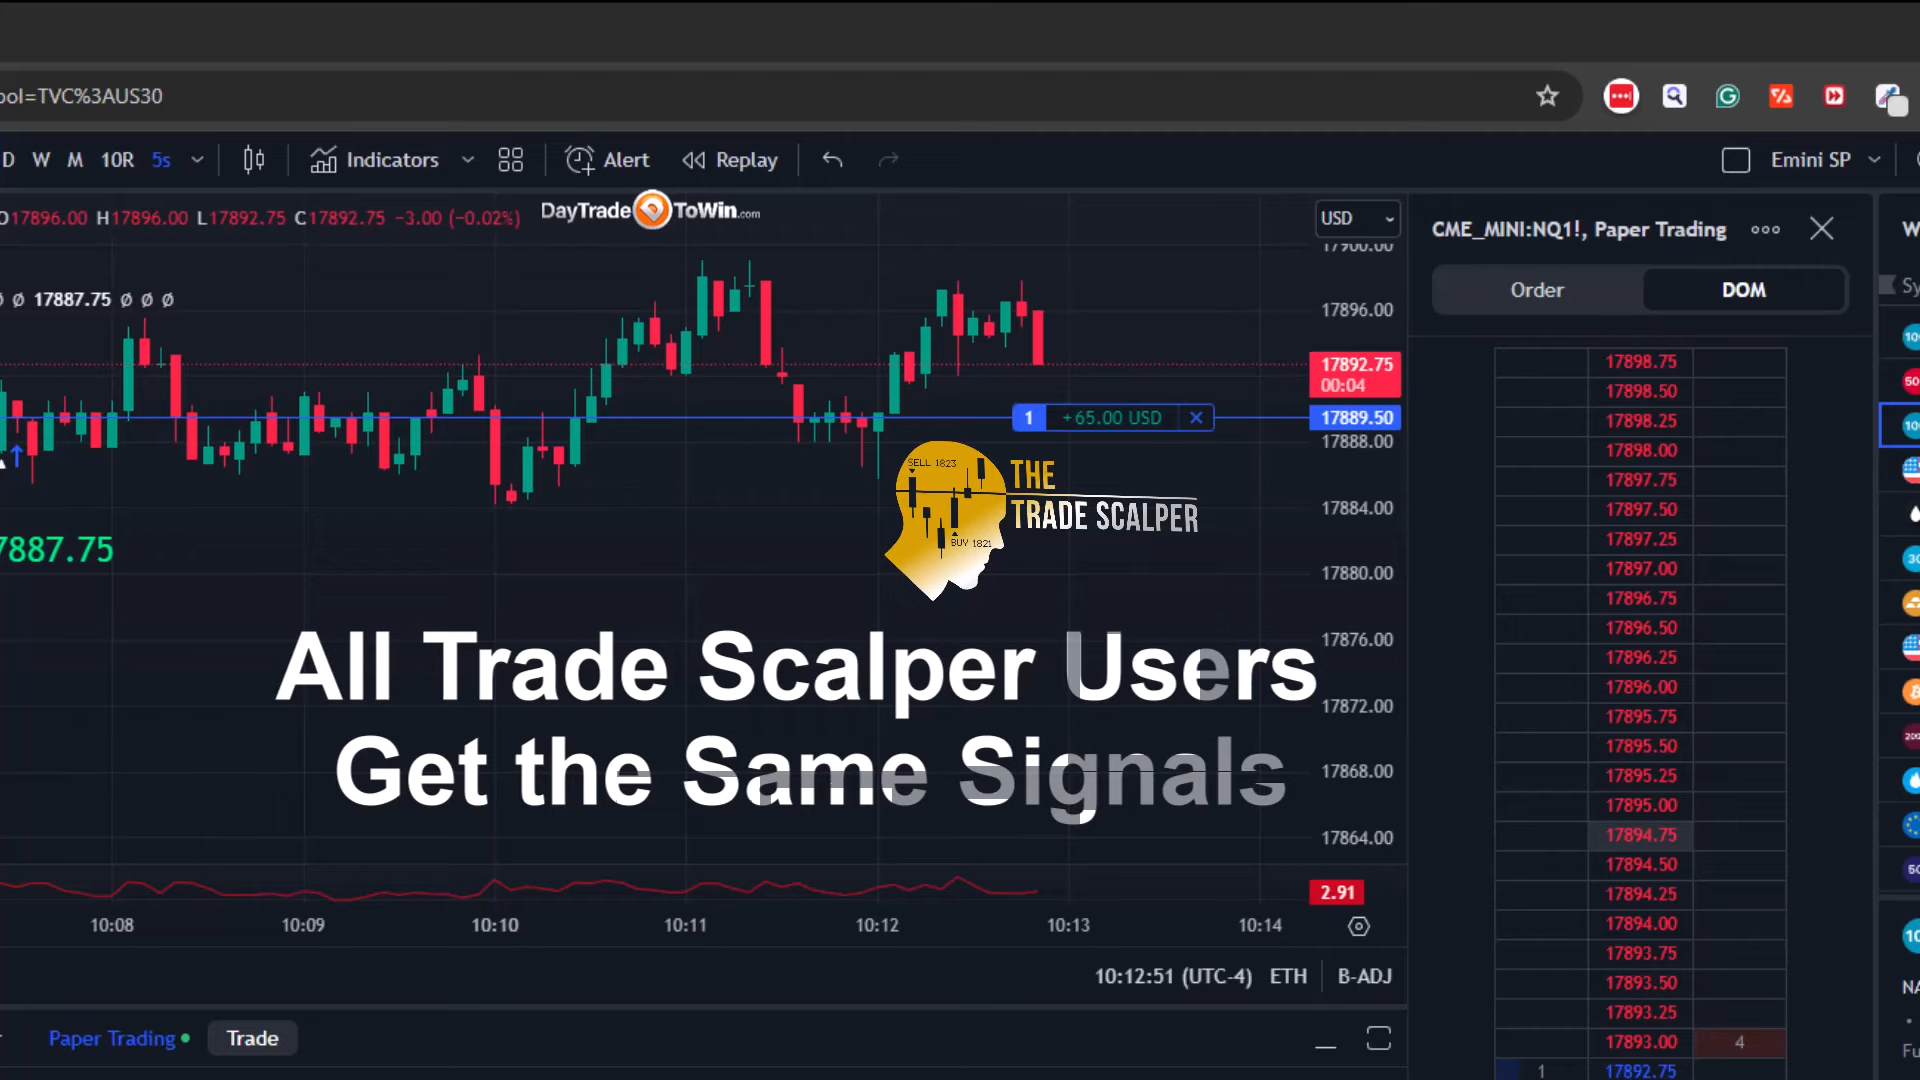 ool=TVC%3AUS30
D W M 10R 5s Indicators Alert Replay Emini SP
O17896.00 H17896.00 L17892.75 C17892.75 −3.00 (−0.02%)
DayTradeToWin.com
USD
CME_MINI:NQ1!, Paper Trading
Order DOM
Ø Ø 17887.75 Ø Ø Ø
17900.00
17896.00
17892.75
00:04
17889.50
1 +65.00 USD
17888.00
17884.00
17880.00
17876.00
17872.00
17868.00
17864.00
2.91
7887.75
SELL 1823
BUY 1821
THE
TRADE SCALPER
All Trade Scalper Users
Get the Same Signals
10:08 10:09 10:10 10:11 10:12 10:13 10:14
10:12:51 (UTC-4) ETH B-ADJ
Paper Trading Trade
17898.75
17898.50
17898.25
17898.00
17897.75
17897.50
17897.25
17897.00
17896.75
17896.50
17896.25
17896.00
17895.75
17895.50
17895.25
17895.00
17894.75
17894.50
17894.25
17894.00
17893.75
17893.50
17893.25
17893.00 4
1 17892.75
W
Sy
NA
Fu